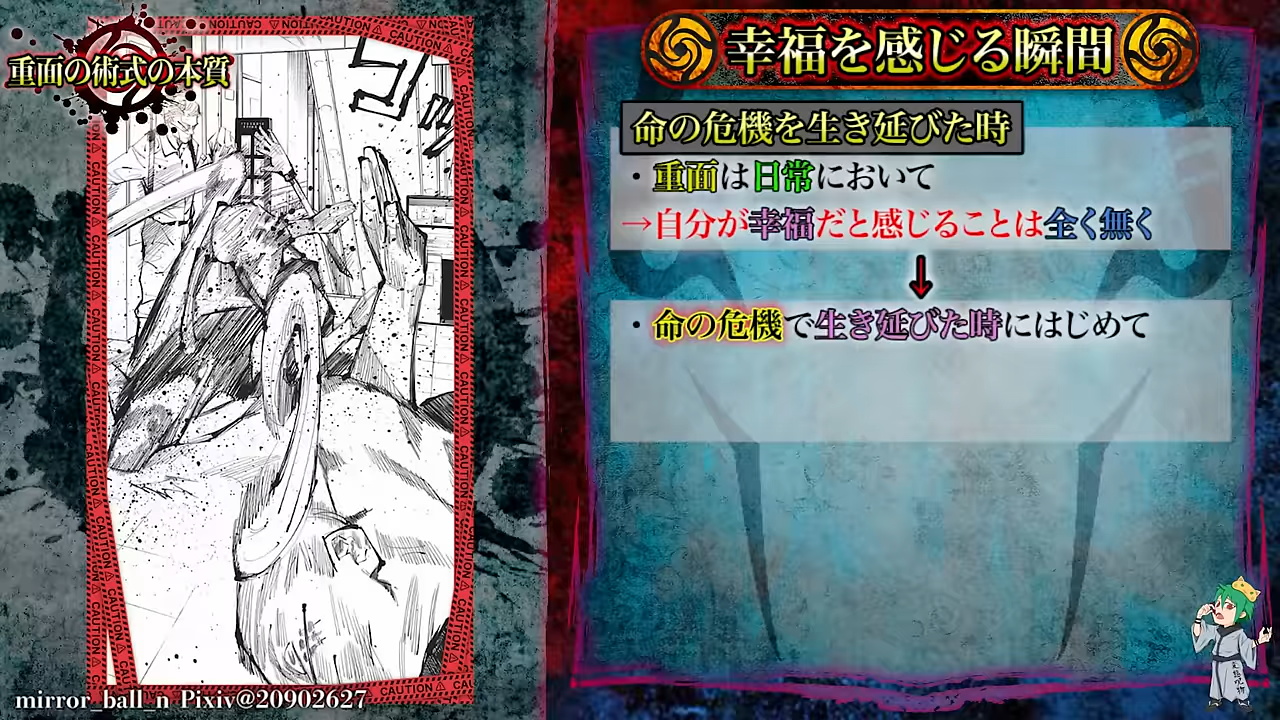 重面の術式の本質
幸福を感じる瞬間
命の危機を生き延びた時
・重面は日常において
→自分が幸福だと感じることは全く無く
↓
・命の危機で生き延びた時にはじめて
CAUTION
mirror_ball_n Pixiv@20902627